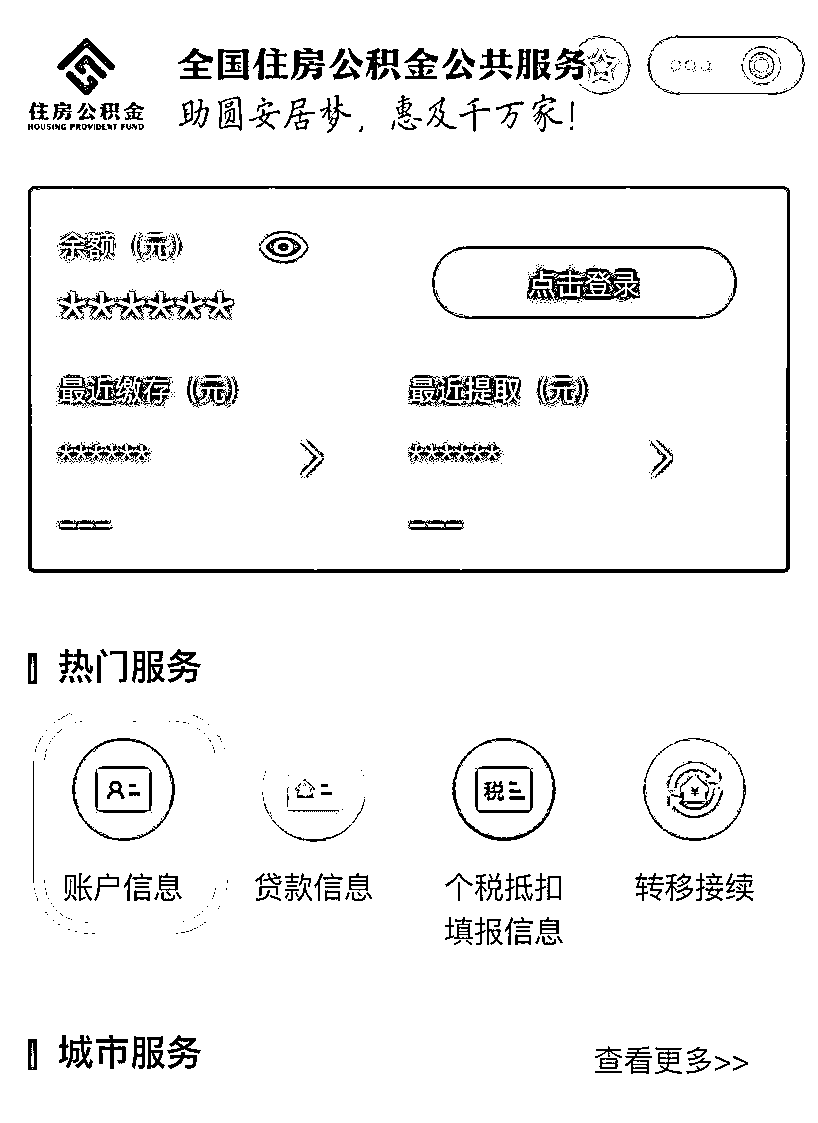 全国住房公积金公共服务
住房公积金
HOUSING PROVIDENT FUND
助圆安居梦，惠及千万家！
余额（元）
******
点击登录
最近缴存（元）
最近提取（元）
******
******
---
---
热门服务
税
¥
账户信息
贷款信息
个税抵扣
填报信息
转移接续
城市服务
查看更多>>